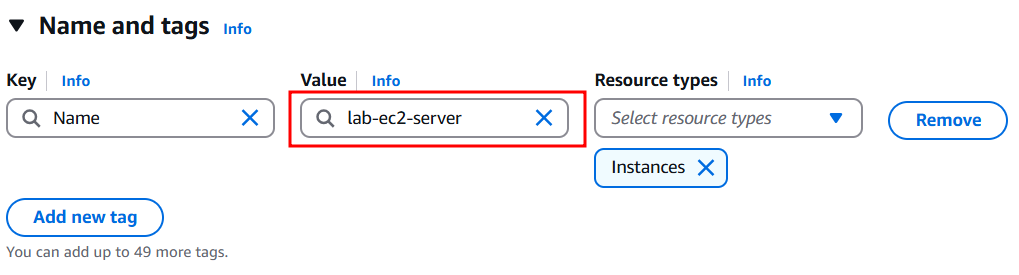 Name and tags Info
Key Info Value Info Resource types Info
Name lab-ec2-server Select resource types Remove
Instances
Add new tag
You can add up to 49 more tags.